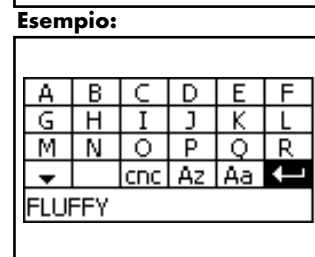 Esempio:
A B C D E F
G H I J K L
M N O P Q R
cnc Az Aa
FLUFFY